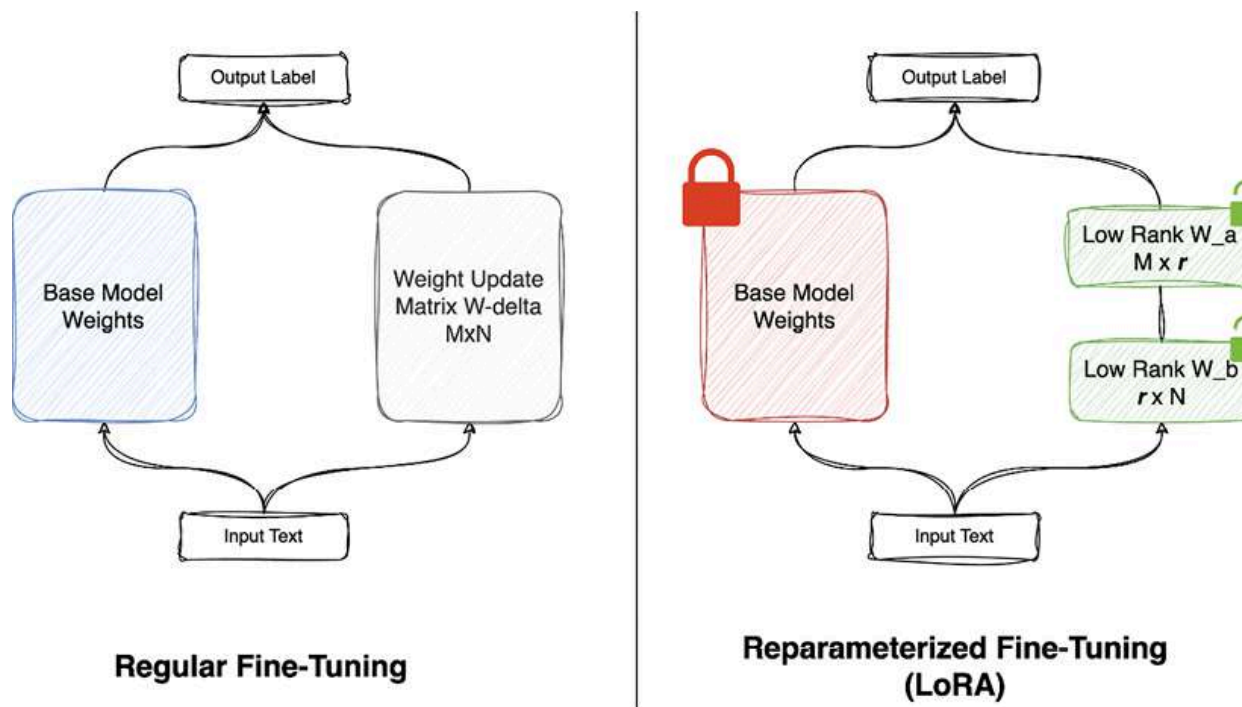 Output Label
Base Model
Weights
Weight Update
Matrix W-delta
MxN
Input Text
Regular Fine-Tuning
Output Label
Base Model
Weights
Low Rank W_a
M x r
Low Rank W_b
r x N
Input Text
Reparameterized Fine-Tuning
(LoRA)